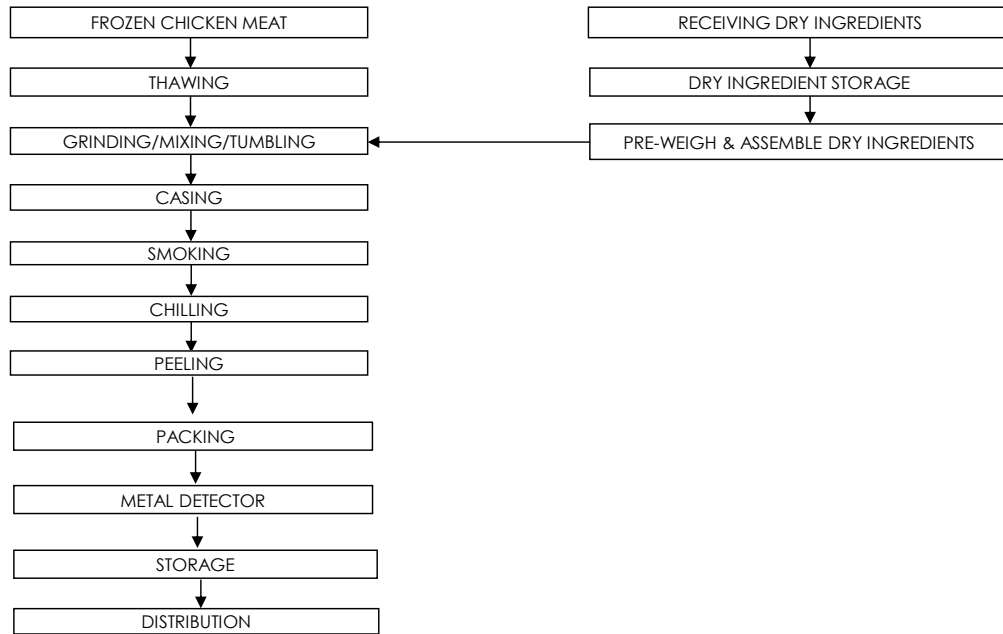 FROZEN CHICKEN MEAT
THAWING
GRINDING/MIXING/TUMBLING
CASING
SMOKING
CHILLING
PEELING
PACKING
METAL DETECTOR
STORAGE
DISTRIBUTION
RECEIVING DRY INGREDIENTS
DRY INGREDIENT STORAGE
PRE-WEIGH & ASSEMBLE DRY INGREDIENTS